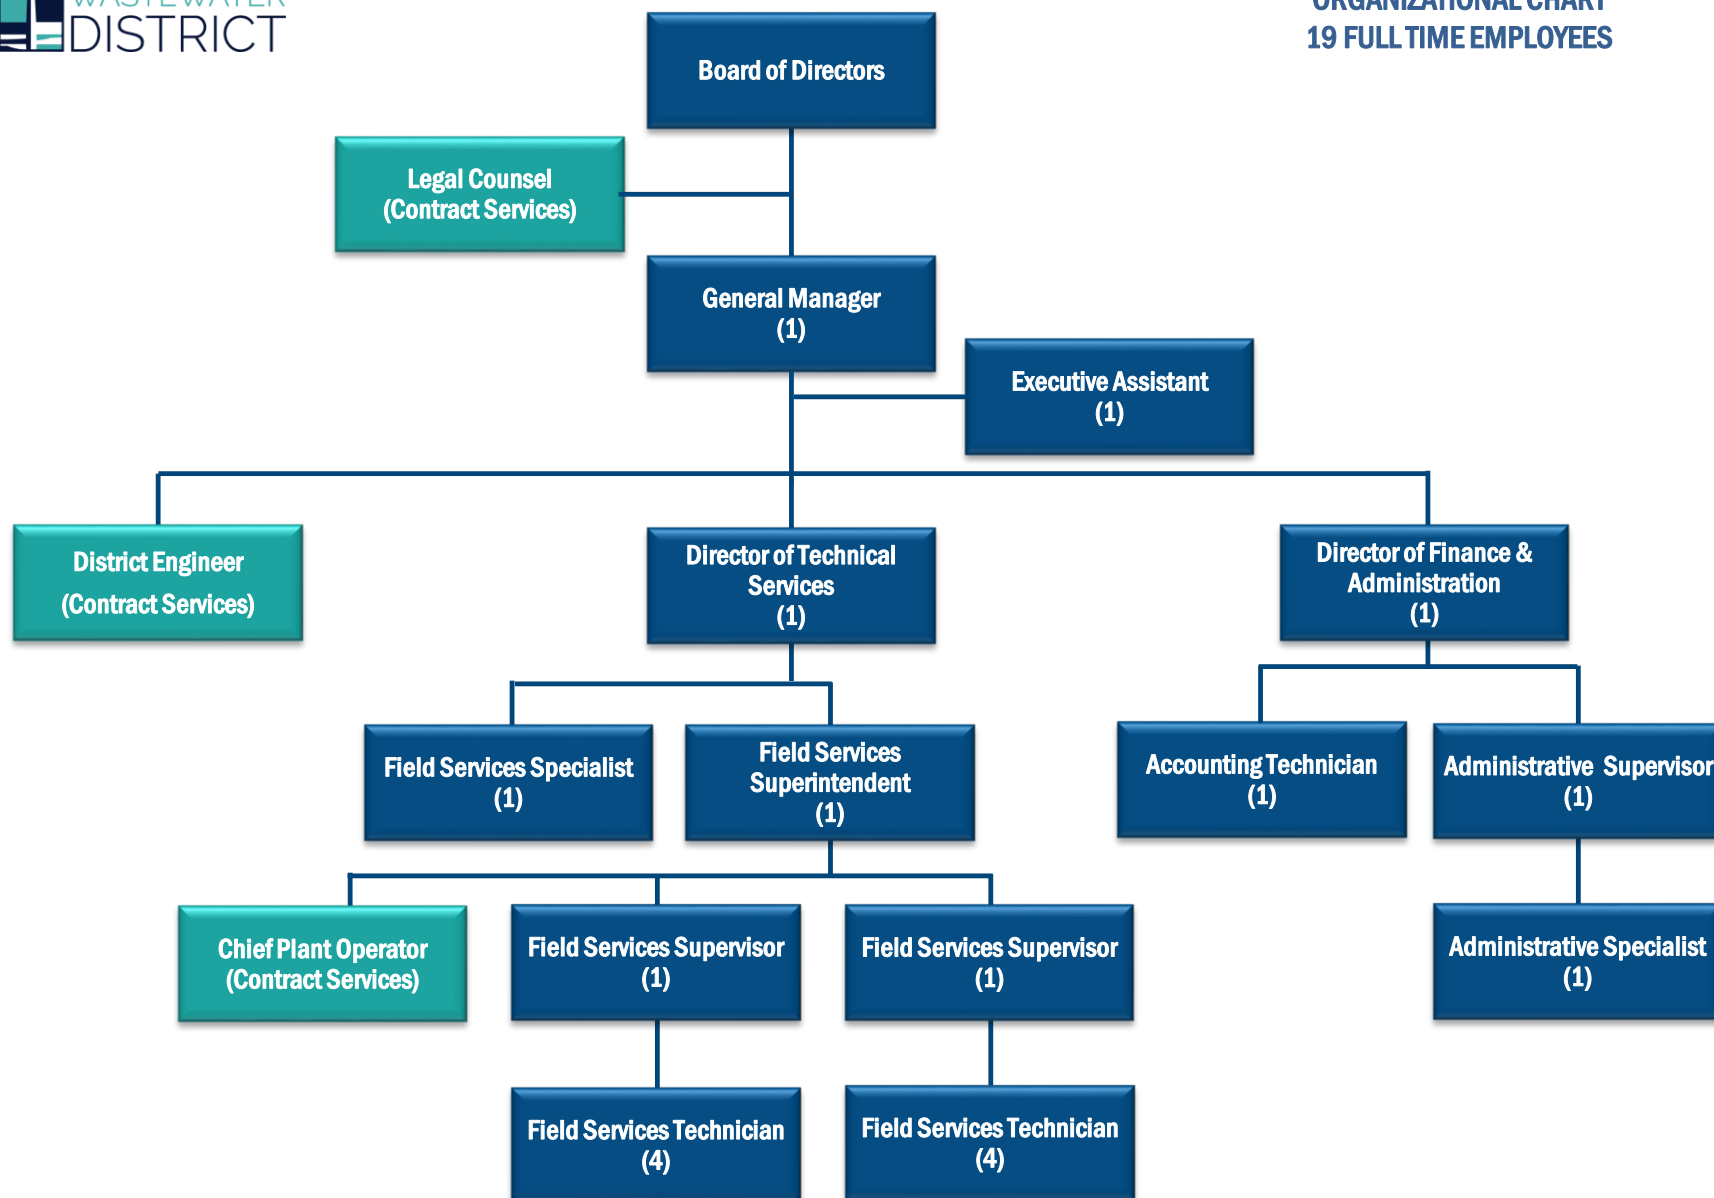 WASTEWATER
DISTRICT
ORGANIZATIONAL CHART
19 FULL TIME EMPLOYEES
Board of Directors
Legal Counsel
(Contract Services)
General Manager
(1)
Executive Assistant
(1)
District Engineer
(Contract Services)
Director of Technical
Services
(1)
Director of Finance &
Administration
(1)
Field Services Specialist
(1)
Field Services
Superintendent
(1)
Accounting Technician
(1)
Administrative Supervisor
(1)
Chief Plant Operator
(Contract Services)
Field Services Supervisor
(1)
Field Services Supervisor
(1)
Administrative Specialist
(1)
Field Services Technician
(4)
Field Services Technician
(4)